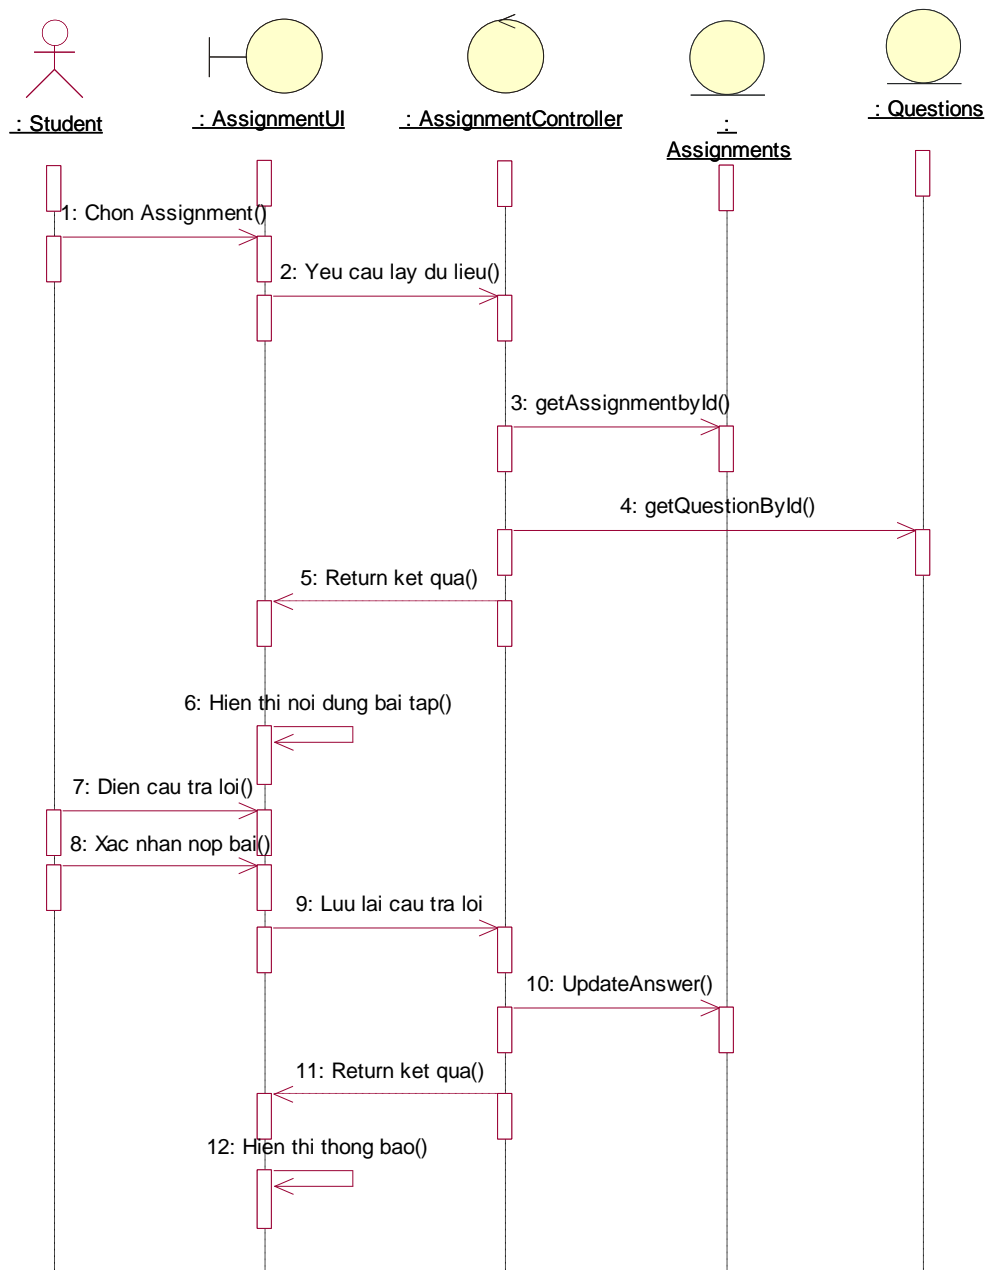 : Student
: AssignmentUI
: AssignmentController
:
Assignments
: Questions
1: Chon Assignment()
2: Yeu cau lay du lieu()
3: getAssignmentbyId()
4: getQuestionById()
5: Return ket qua()
6: Hien thi noi dung bai tap()
7: Dien cau tra loi()
8: Xac nhan nop bai()
9: Luu lai cau tra loi
10: UpdateAnswer()
11: Return ket qua()
12: Hien thi thong bao()